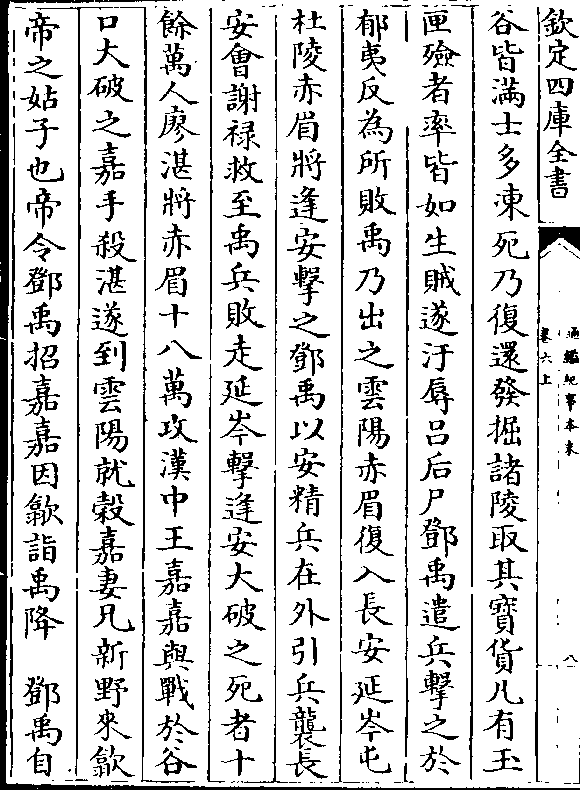 欽定四庫全書
通鑑紀事本末
卷六上
八
谷皆滿士多凍死乃復還發掘諸陵取其寶貨凡有玉
匣殮者率皆如生賊遂汙辱吕后尸鄧禹遣兵擊之於
郁夷反為所敗禹乃出之雲陽赤眉復入長安延岑屯
杜陵赤眉將逢安擊之鄧禹以安精兵在外引兵襲長
安會謝禄救至禹兵敗走延岑擊逢安大破之死者十
餘萬人廖湛將赤眉十八萬攻漢中王嘉嘉與戰於谷
口大破之嘉手殺湛遂到雲陽就榖嘉妻兄新野來歙
帝之姑子也帝令鄧禹招嘉嘉因歙詣禹降　鄧禹自